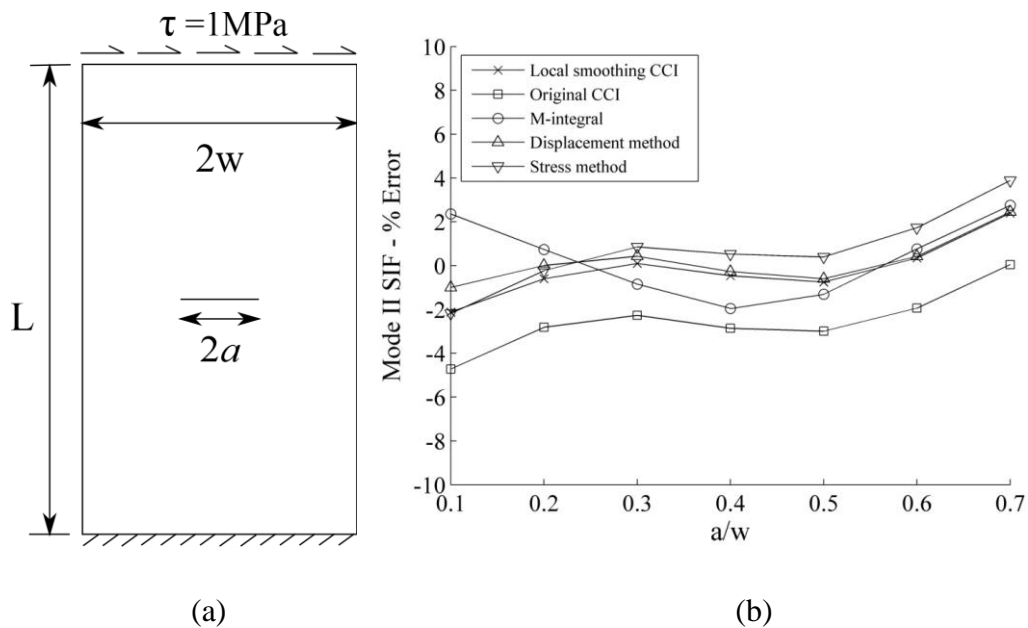 τ =1MPa
2w
L
2a
(a)
Mode II SIF - % Error
10
8
6
4
2
0
-2
-4
-6
-8
-10
Local smoothing CCI
Original CCI
M-integral
Displacement method
Stress method
0.1 0.2 0.3 0.4 0.5 0.6 0.7
a/w
(b)